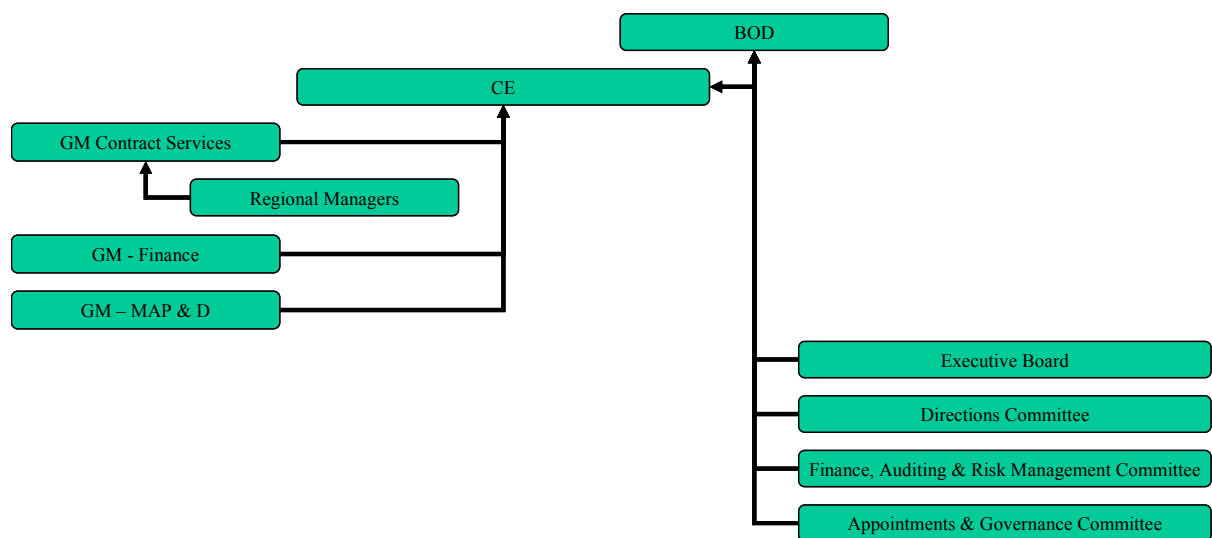 BOD
CE
GM Contract Services
Regional Managers
GM - Finance
GM – MAP & D
Executive Board
Directions Committee
Finance, Auditing & Risk Management Committee
Appointments & Governance Committee